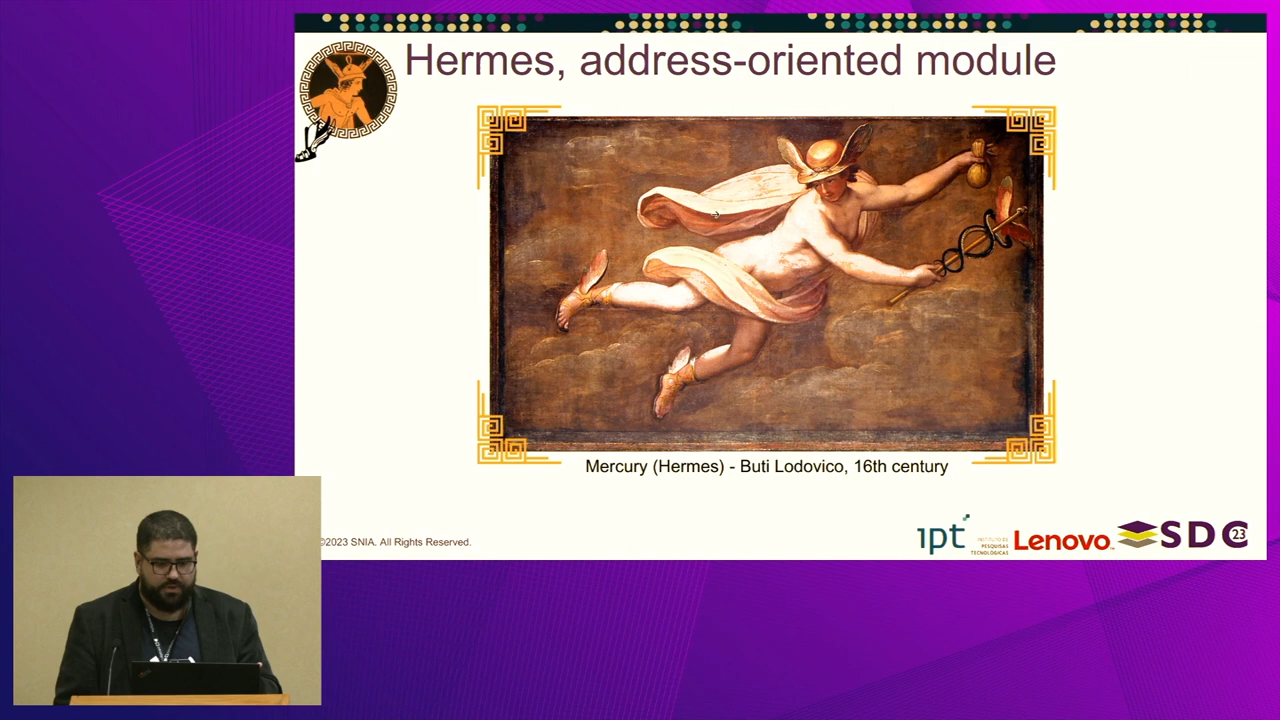 Hermes, address-oriented module
Mercury (Hermes) - Buti Lodovico, 16th century
©2023 SNIA. All Rights Reserved.
ipt
INSTITUTO DE
PESQUISAS
TECNOLÓGICAS
Lenovo
SDC
23